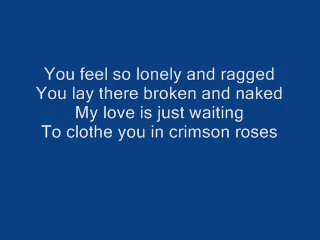 You feel so lonely and ragged
You lay there broken and naked
My love is just waiting
To clothe you in crimson roses